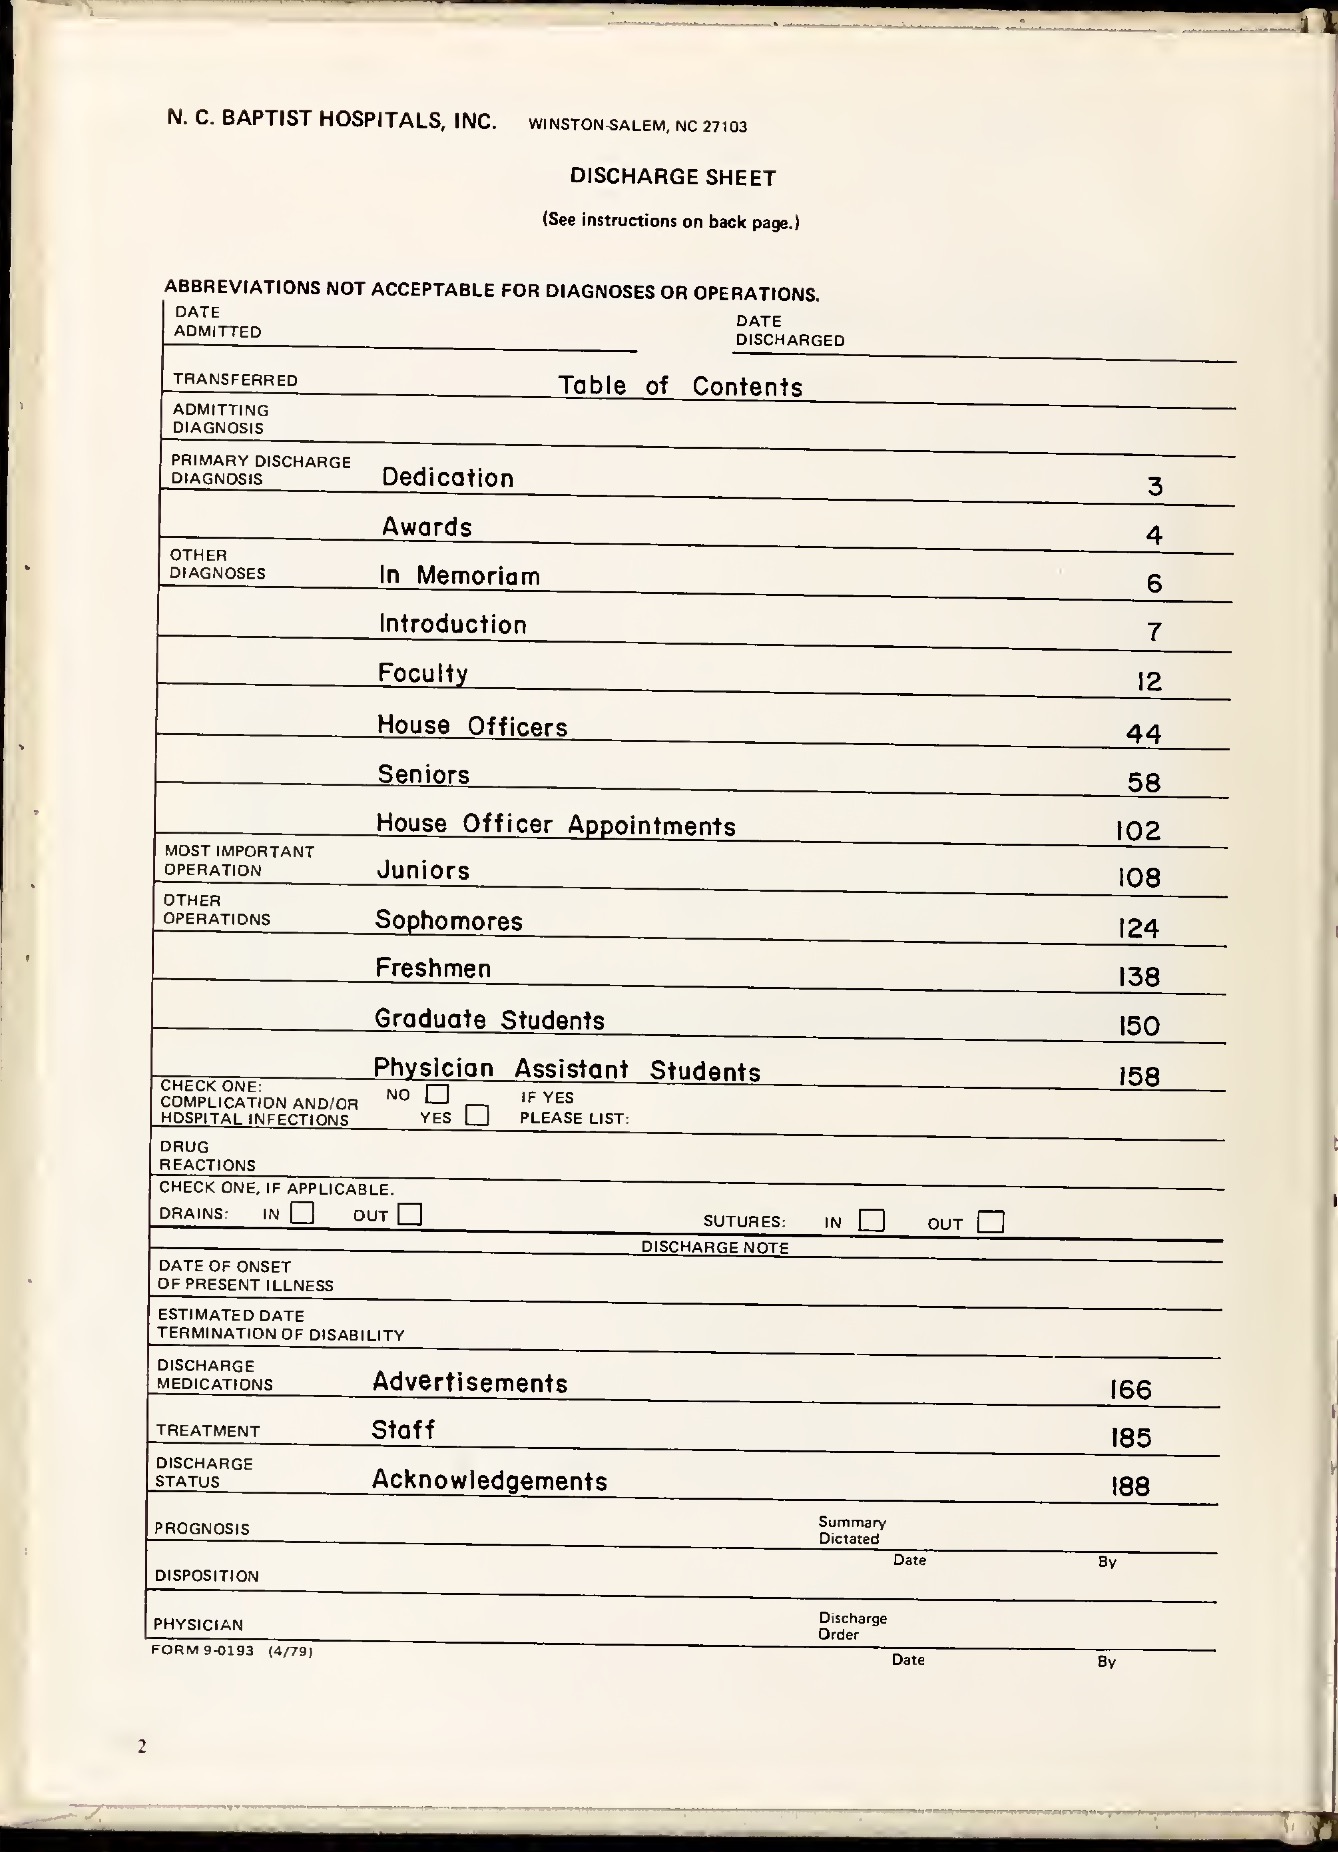 N. C. BAPTIST HOSPITALS, INC. WINSTON-SALEM, NC 27103
DISCHARGE SHEET
(See instructions on back page.)
ABBREVIATIONS NOT ACCEPTABLE FOR DIAGNOSES OR OPERATIONS.
DATE
ADMITTED
DATE
DISCHARGED
TRANSFERRED Table of Contents
ADMITTING
DIAGNOSIS
PRIMARY DISCHARGE
DIAGNOSIS Dedication 3
Awards 4
OTHER
DIAGNOSES In Memoriam 6
Introduction 7
Faculty 12
House Officers 44
Seniors 58
House Officer Appointments 102
MOST IMPORTANT
OPERATION Juniors 108
OTHER
OPERATIONS Sophomores 124
Freshmen 138
Graduate Students 150
Physician Assistant Students 158
CHECK ONE:
COMPLICATION AND/OR
HOSPITAL INFECTIONS
NO
YES
IF YES
PLEASE LIST:
DRUG
REACTIONS
CHECK ONE, IF APPLICABLE.
DRAINS: IN OUT SUTURES: IN OUT
DISCHARGE NOTE
DATE OF ONSET
OF PRESENT ILLNESS
ESTIMATED DATE
TERMINATION OF DISABILITY
DISCHARGE
MEDICATIONS Advertisements 166
TREATMENT Staff 185
DISCHARGE
STATUS Acknowledgements 188
PROGNOSIS
Summary
Dictated
Date By
DISPOSITION
PHYSICIAN
Discharge
Order
Date By
FORM 9-0193 (4/79)
2